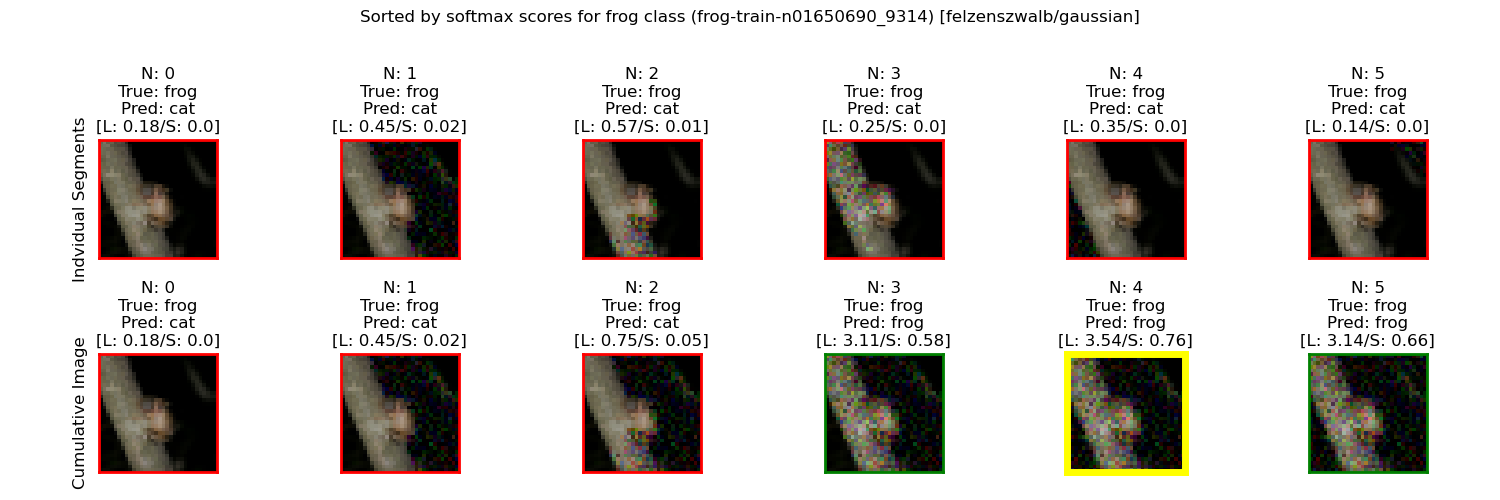 Sorted by softmax scores for frog class (frog-train-n01650690_9314) [felzenszwalb/gaussian]
Indvidual Segments
N: 0
True: frog
Pred: cat
[L: 0.18/S: 0.0]
N: 1
True: frog
Pred: cat
[L: 0.45/S: 0.02]
N: 2
True: frog
Pred: cat
[L: 0.57/S: 0.01]
N: 3
True: frog
Pred: cat
[L: 0.25/S: 0.0]
N: 4
True: frog
Pred: cat
[L: 0.35/S: 0.0]
N: 5
True: frog
Pred: cat
[L: 0.14/S: 0.0]
Cumulative Image
N: 0
True: frog
Pred: cat
[L: 0.18/S: 0.0]
N: 1
True: frog
Pred: cat
[L: 0.45/S: 0.02]
N: 2
True: frog
Pred: cat
[L: 0.75/S: 0.05]
N: 3
True: frog
Pred: frog
[L: 3.11/S: 0.58]
N: 4
True: frog
Pred: frog
[L: 3.54/S: 0.76]
N: 5
True: frog
Pred: frog
[L: 3.14/S: 0.66]